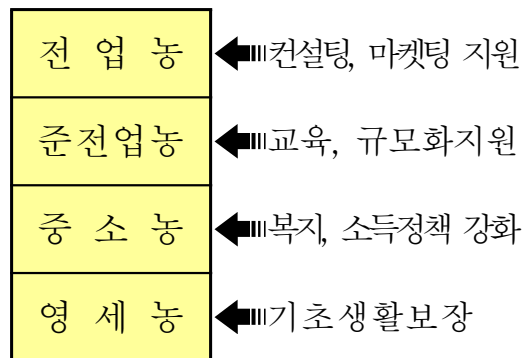 전 업 농 컨설팅, 마켓팅 지원
준전업농 교육, 규모화지원
중 소 농 복지, 소득정책 강화
영 세 농 기초생활보장